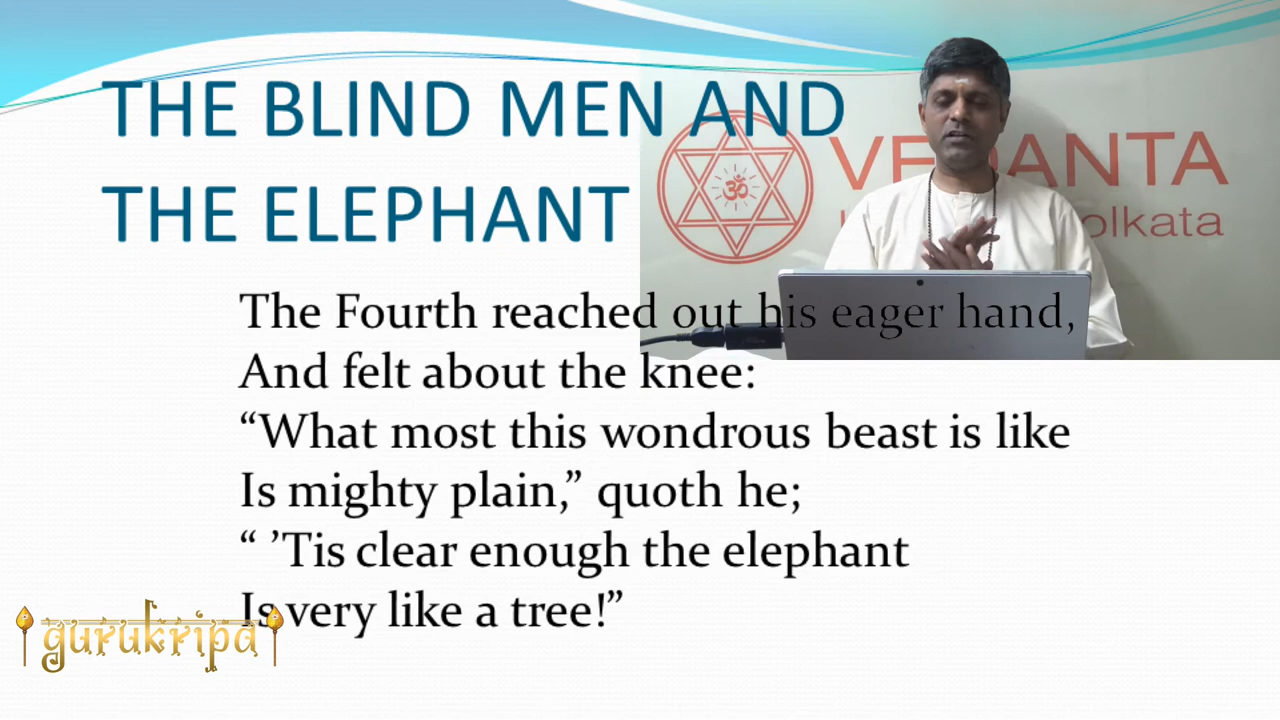 THE BLIND MEN AND
THE ELEPHANT
VEDANTA
olkata
ॐ
The Fourth reached out his eager hand,
And felt about the knee:
“What most this wondrous beast is like
Is mighty plain,” quoth he;
“ ’Tis clear enough the elephant
Is very like a tree!”
gurukripa